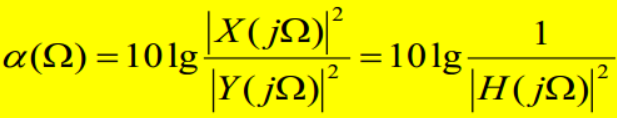 α(Ω) = 10 lg |X(jΩ)|² / |Y(jΩ)|² = 10 lg 1 / |H(jΩ)|²